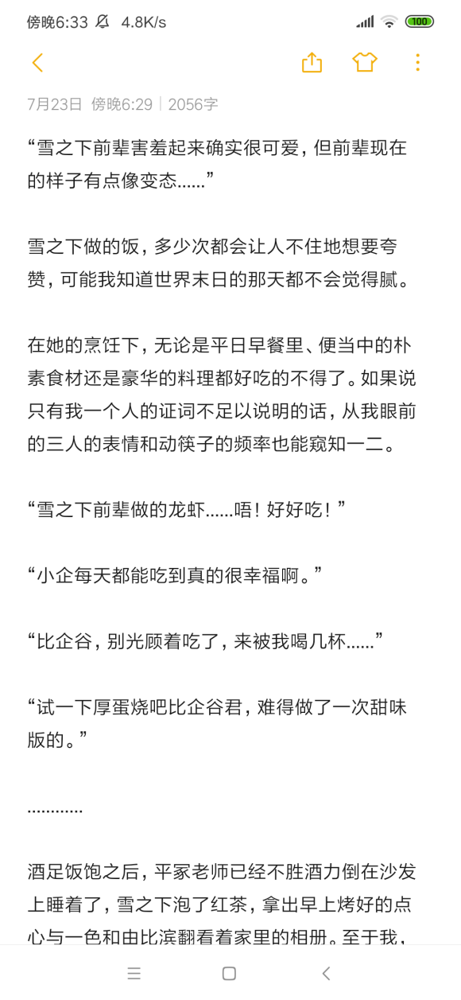 傍晚6:33 4.8K/s 100
7月23日 傍晚6:29 | 2056字
“雪之下前辈害羞起来确实很可爱，但前辈现在
的样子有点像变态……”
雪之下做的饭，多少次都会让人不住地想要夸
赞，可能我知道世界末日的那天都不会觉得腻。
在她的烹饪下，无论是平日早餐里、便当中的朴
素食材还是豪华的料理都好吃的不得了。如果说
只有我一个人的证词不足以说明的话，从我眼前
的三人的表情和动筷子的频率也能窥知一二。
“雪之下前辈做的龙虾……唔！好好吃！”
“小企每天都能吃到真的很幸福啊。”
“比企谷，别光顾着吃了，来被我喝几杯……”
“试一下厚蛋烧吧比企谷君，难得做了一次甜味
版的。”
…………
酒足饭饱之后，平冢老师已经不胜酒力倒在沙发
上睡着了，雪之下泡了红茶，拿出早上烤好的点
心与一色和由比滨翻看着家里的相册。至于我，